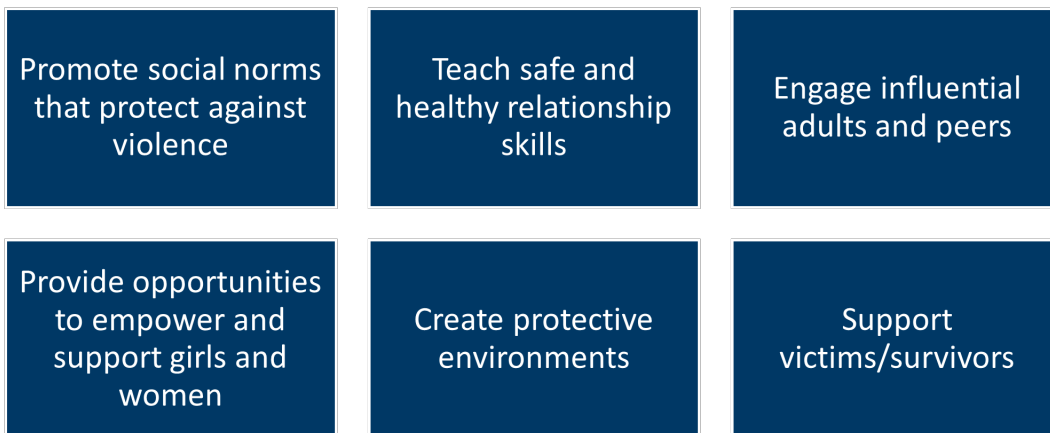 Promote social norms
that protect against
violence
Teach safe and
healthy relationship
skills
Engage influential
adults and peers
Provide opportunities
to empower and
support girls and
women
Create protective
environments
Support
victims/survivors